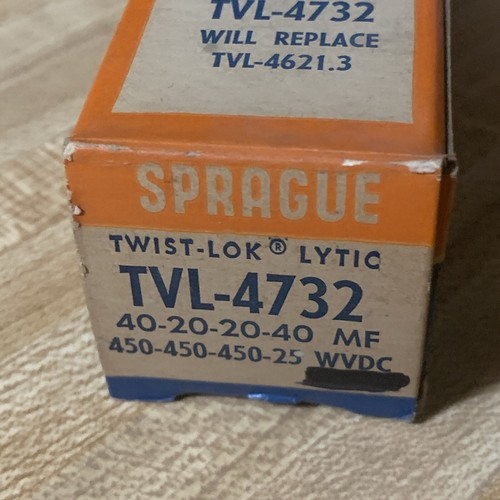 TVL-4732
WILL REPLACE
TVL-4621.3
SPRAGUE
TWIST-LOK® LYTIC
TVL-4732
40-20-20-40 MF
450-450-450-25 WVDC